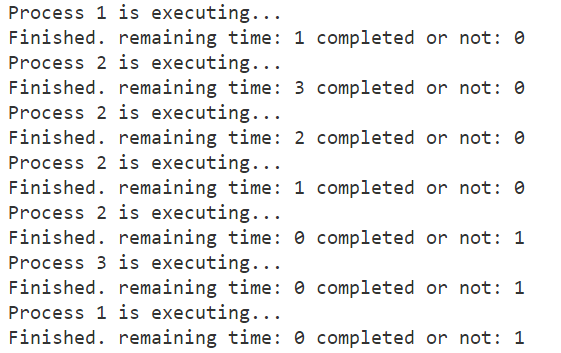 Process 1 is executing...
Finished. remaining time: 1 completed or not: 0
Process 2 is executing...
Finished. remaining time: 3 completed or not: 0
Process 2 is executing...
Finished. remaining time: 2 completed or not: 0
Process 2 is executing...
Finished. remaining time: 1 completed or not: 0
Process 2 is executing...
Finished. remaining time: 0 completed or not: 1
Process 3 is executing...
Finished. remaining time: 0 completed or not: 1
Process 1 is executing...
Finished. remaining time: 0 completed or not: 1